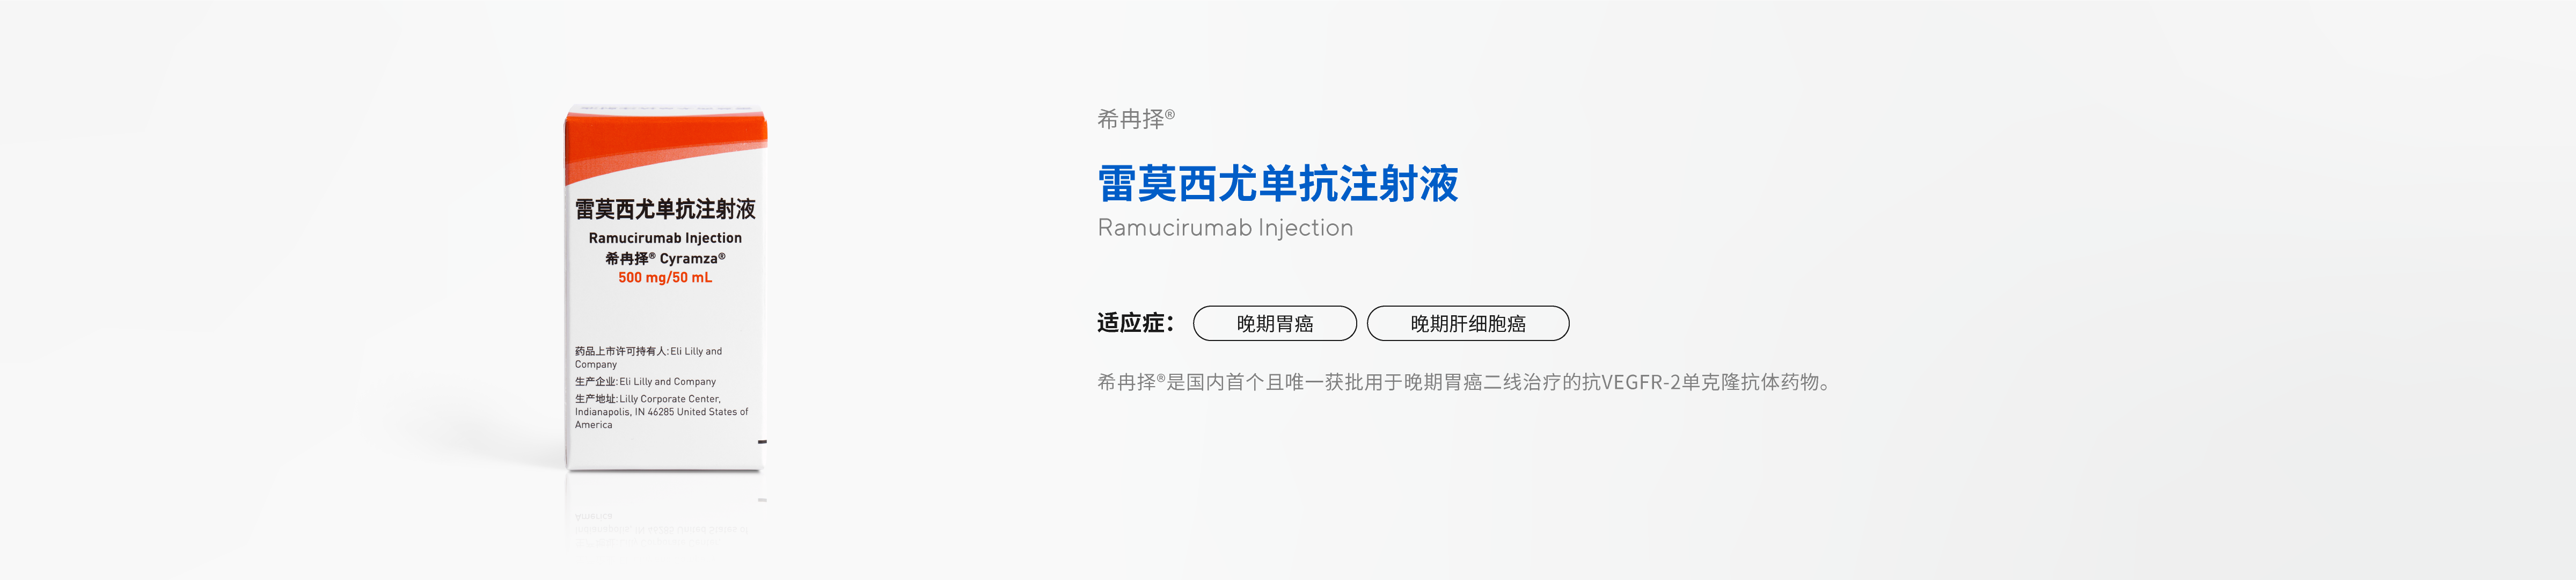 雷莫西尤单抗注射液
Ramucirumab Injection
希冉择® Cyramza®
500 mg/50 mL
药品上市许可持有人:Eli Lilly and
Company
生产企业:Eli Lilly and Company
生产地址:Lilly Corporate Center,
Indianapolis, IN 46285 United States of
America
希冉择®
雷莫西尤单抗注射液
Ramucirumab Injection
适应症： 晚期胃癌 晚期肝细胞癌
希冉择®是国内首个且唯一获批用于晚期胃癌二线治疗的抗VEGFR-2单克隆抗体药物。